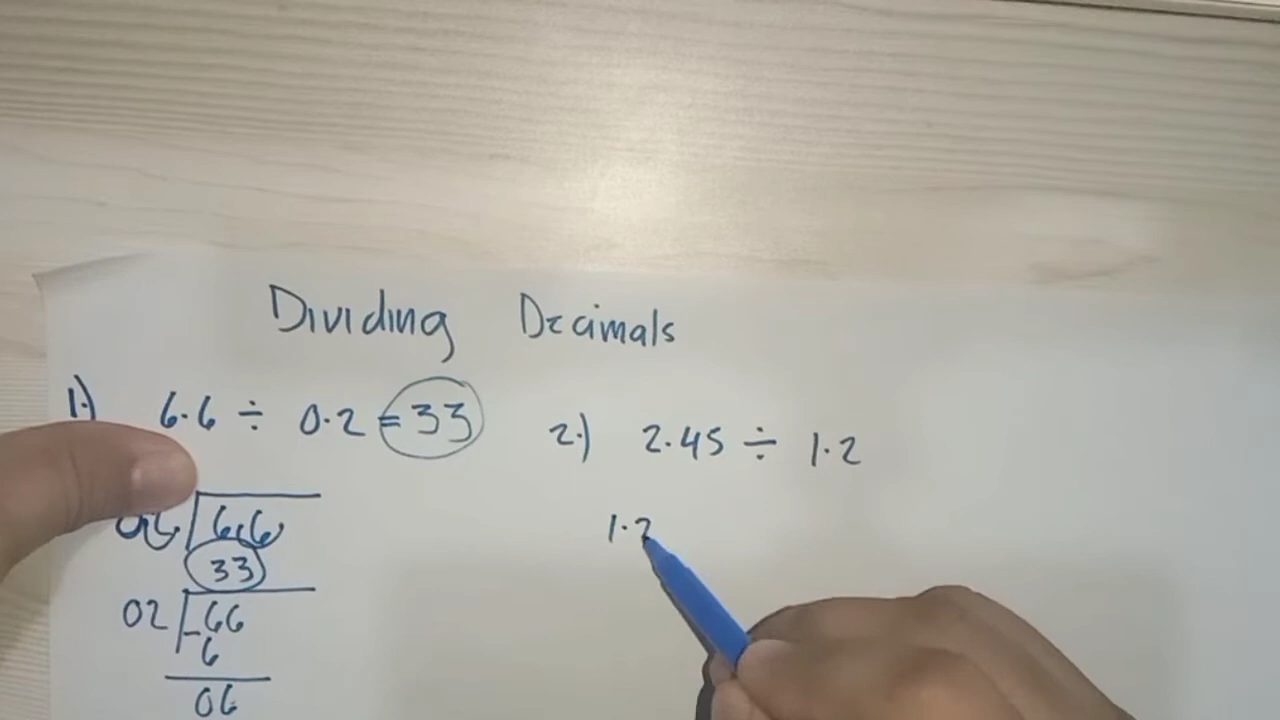 Dividing Decimals
1.) 6.6 ÷ 0.2 = 33
6.6
33
02 66
- 6
06
2.) 2.45 ÷ 1.2
1.2